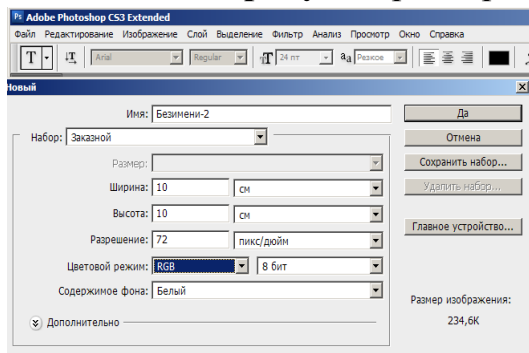 Ps Adobe Photoshop CS3 Extended
Файл Редактирование Изображение Слой Выделение Фильтр Анализ Просмотр Окно Справка
T T Arial Regular T 24 пт aa Резкое
Новый
Имя: Безимени-2 Да
Набор: Заказной Отмена
Размер: Сохранить набор...
Ширина: 10 см Удалить набор...
Высота: 10 см
Главное устройство...
Разрешение: 72 пикс/дюйм
Цветовой режим: RGB 8 бит
Содержимое фона: Белый
Размер изображения:
Дополнительно 234,6K